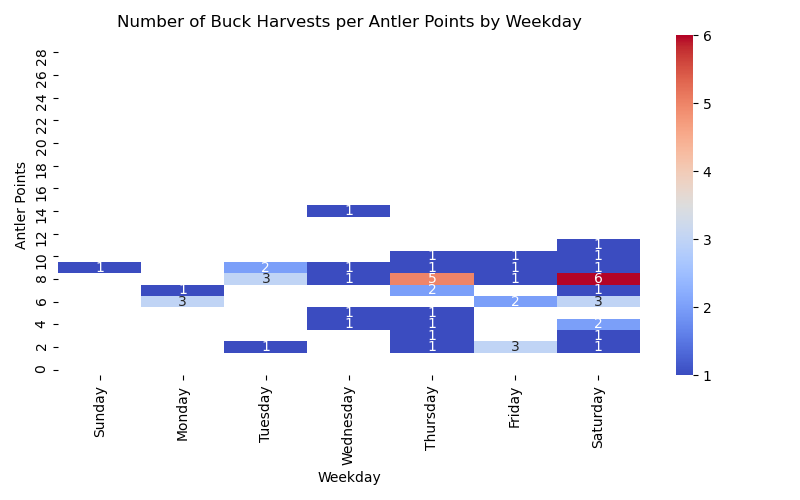 Number of Buck Harvests per Antler Points by Weekday
Antler Points
28
26
24
22
20
18
16
14
12
10
8
6
4
2
0
1
1
1 1 1
1 2 1 1 1 1
3 1 5 1 6
1 2 1
3 2 3
1 1
1 1 2
1 1
1 1 3 1
Sunday
Monday
Tuesday
Wednesday
Thursday
Friday
Saturday
Weekday
6
5
4
3
2
1